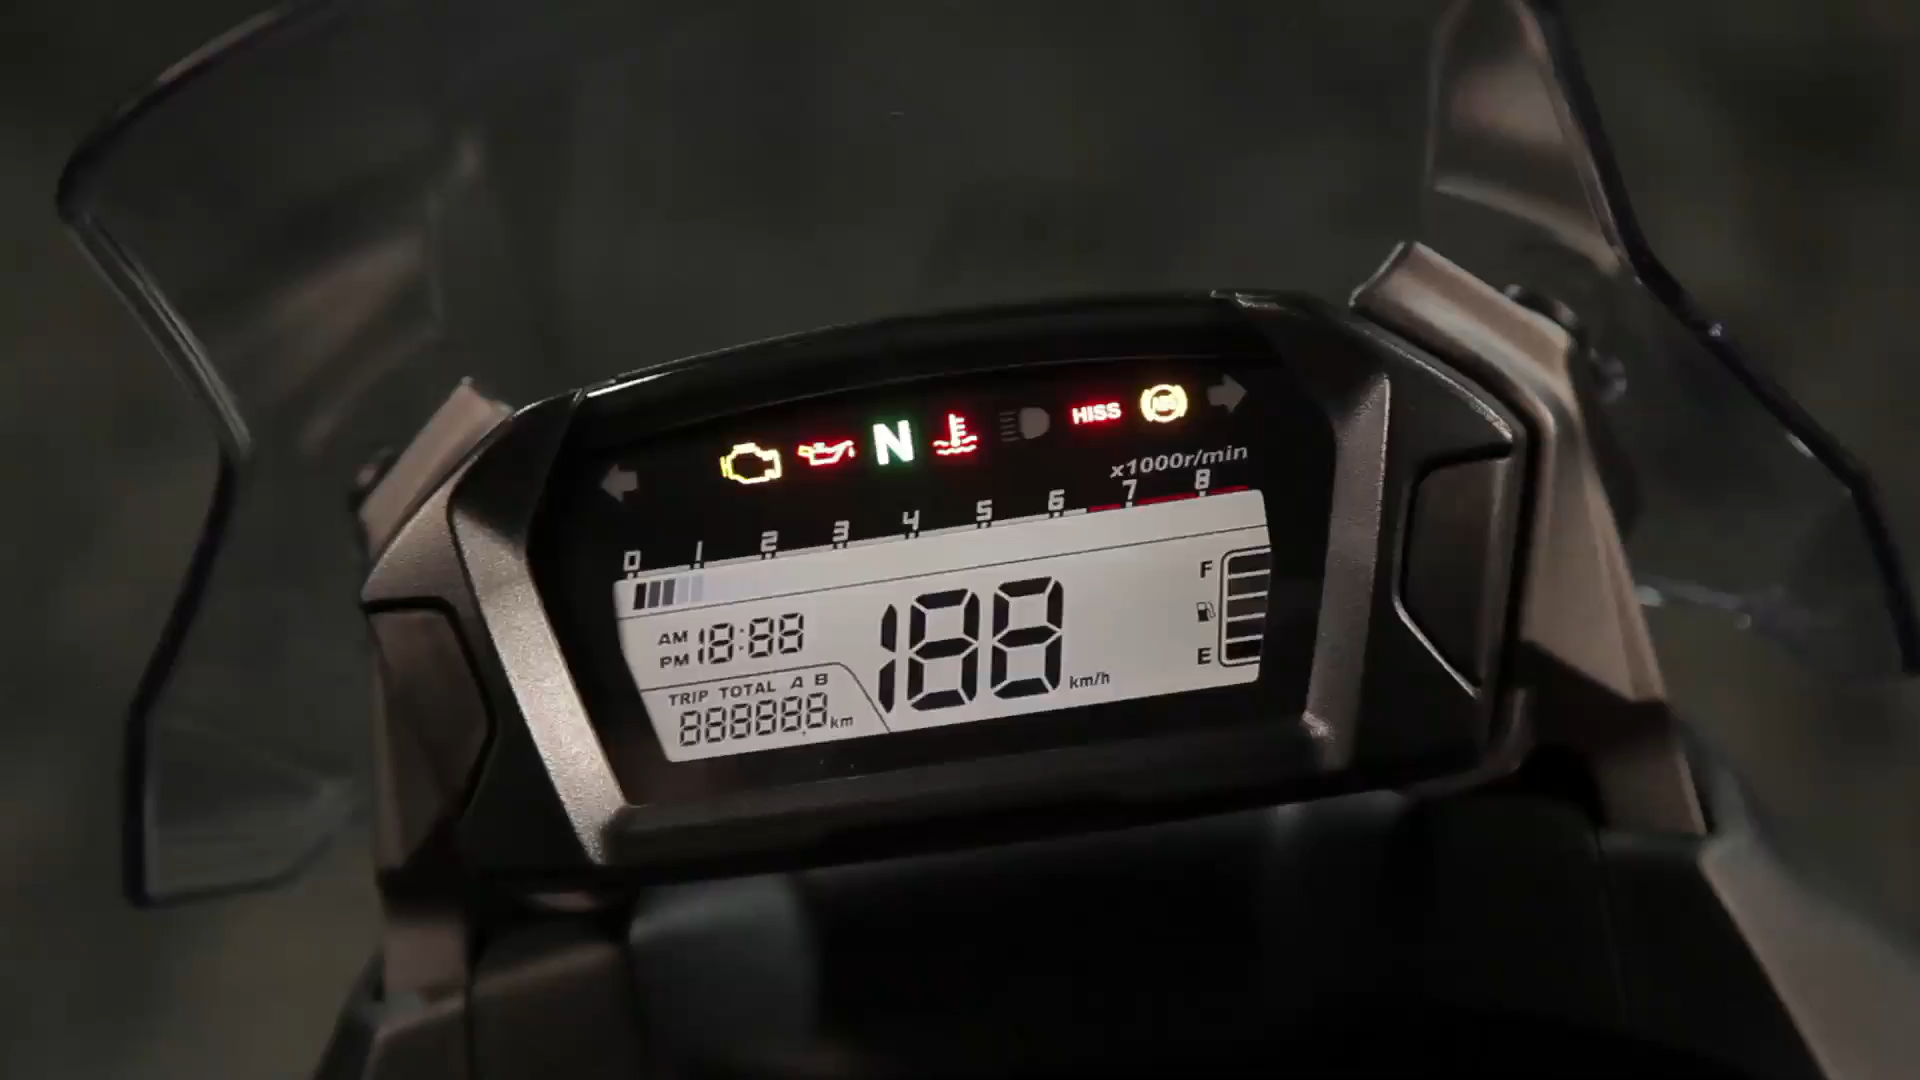 N HISS ABS
x1000r/min
0 1 2 3 4 5 6 7 8
AM 18:88
PM
188 km/h
F
E
TRIP TOTAL A B
888888 km